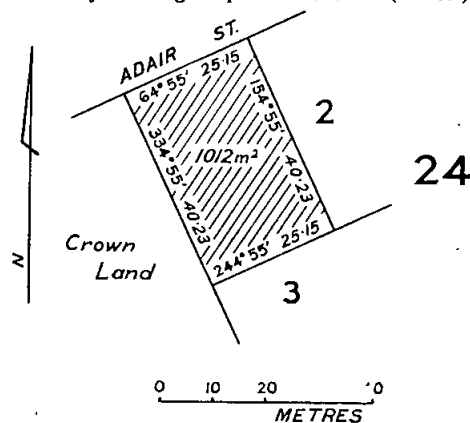 ADAIR ST.
64° 55' 25·15
154° 55' 40·23
334° 55' 40·23
1012m²
244° 55' 25·15
2
24
3
Crown
Land
N
0 10 20
METRES